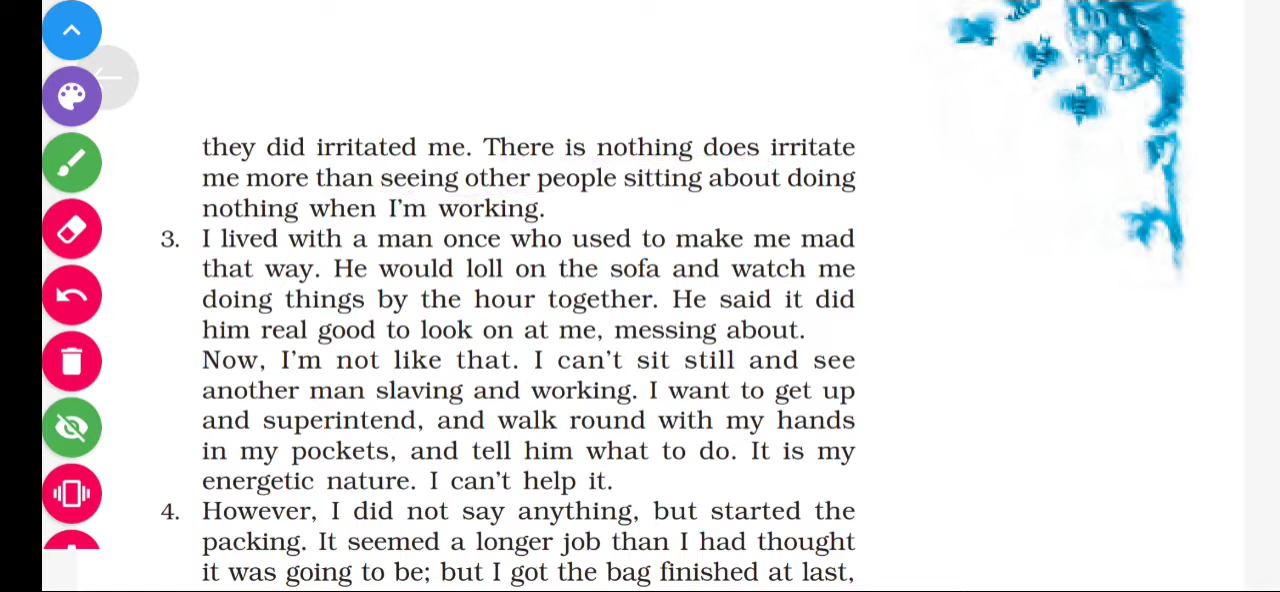 they did irritated me. There is nothing does irritate
me more than seeing other people sitting about doing
nothing when I'm working.
3. I lived with a man once who used to make me mad
that way. He would loll on the sofa and watch me
doing things by the hour together. He said it did
him real good to look on at me, messing about.
Now, I'm not like that. I can't sit still and see
another man slaving and working. I want to get up
and superintend, and walk round with my hands
in my pockets, and tell him what to do. It is my
energetic nature. I can't help it.
4. However, I did not say anything, but started the
packing. It seemed a longer job than I had thought
it was going to be; but I got the bag finished at last,